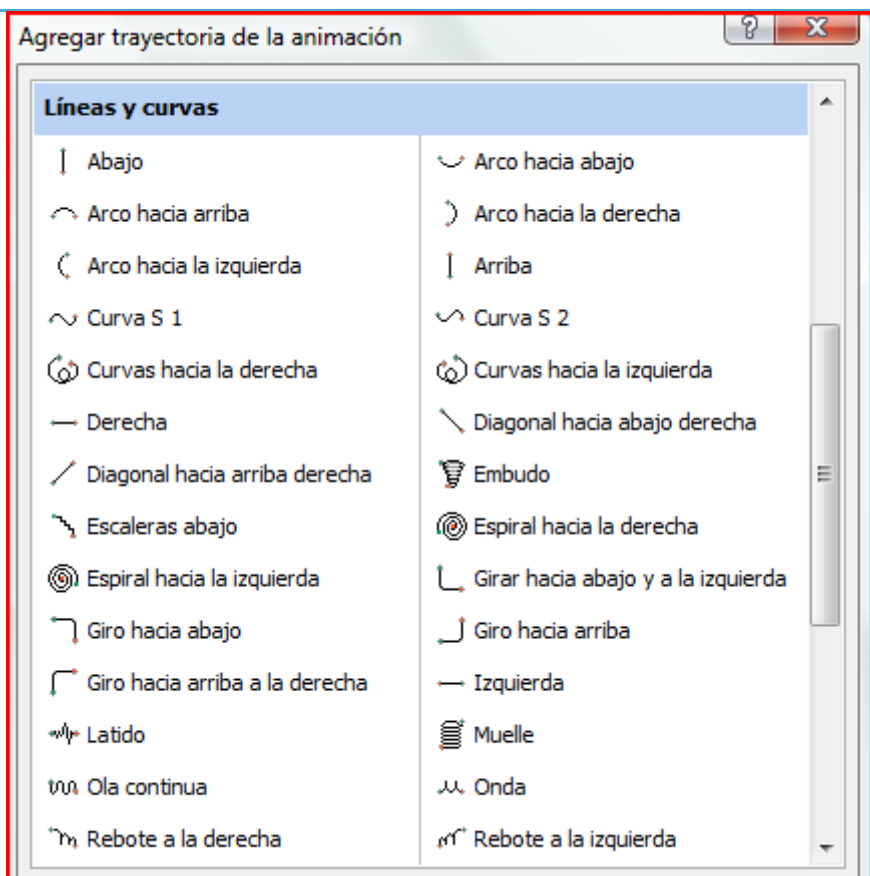 Agregar trayectoria de la animación
Líneas y curvas
Abajo
Arco hacia abajo
Arco hacia arriba
Arco hacia la derecha
Arco hacia la izquierda
Arriba
Curva S 1
Curva S 2
Curvas hacia la derecha
Curvas hacia la izquierda
Derecha
Diagonal hacia abajo derecha
Diagonal hacia arriba derecha
Embudo
Escaleras abajo
Espiral hacia la derecha
Espiral hacia la izquierda
Girar hacia abajo y a la izquierda
Giro hacia abajo
Giro hacia arriba
Giro hacia arriba a la derecha
Izquierda
Latido
Muelle
Ola continua
Onda
Rebote a la derecha
Rebote a la izquierda